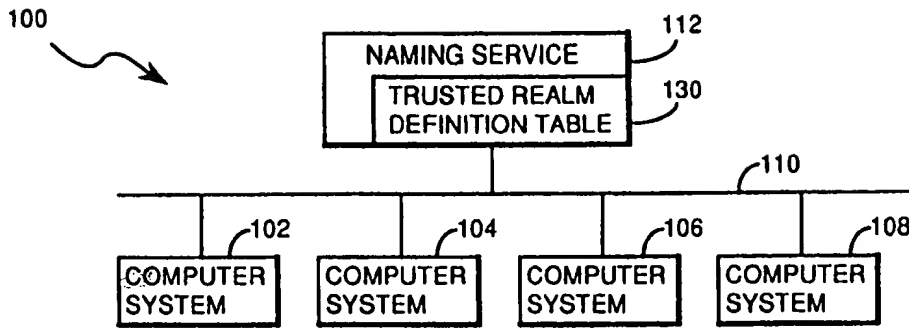 100
NAMING SERVICE
112
TRUSTED REALM
DEFINITION TABLE
130
110
102
104
106
108
COMPUTER
SYSTEM
COMPUTER
SYSTEM
COMPUTER
SYSTEM
COMPUTER
SYSTEM